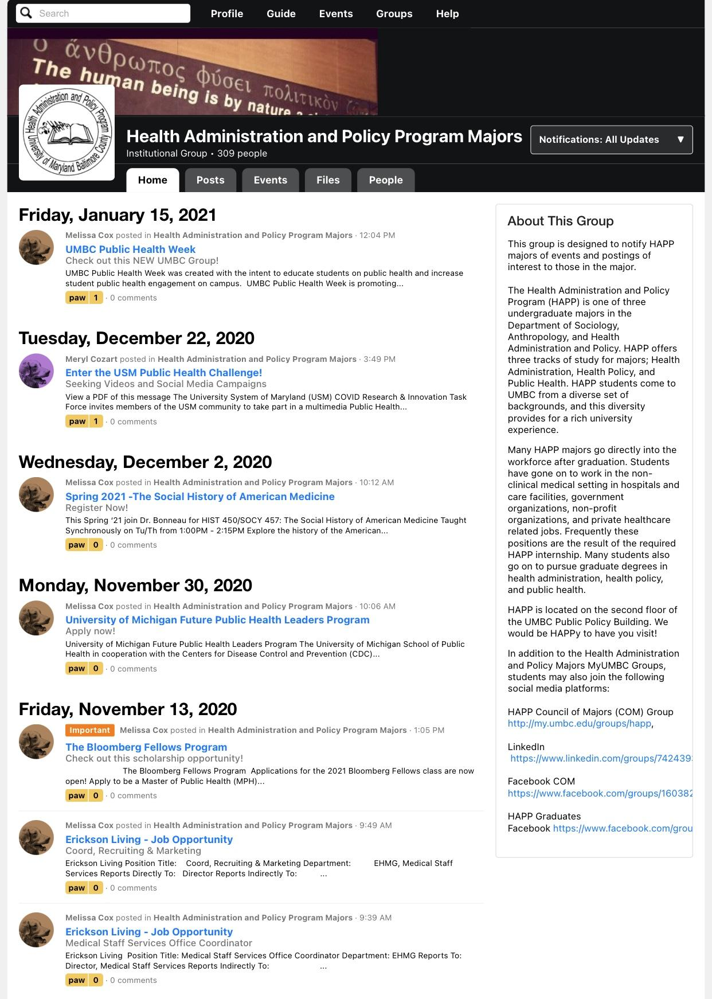 Search
Profile
Guide
Events
Groups
Help
ὁ ἄνθρωπος φύσει πολιτικὸν
The human being is by nature
Health Administration and Policy Program
University of Maryland Baltimore County
HAPP
Health Administration and Policy Program Majors
Institutional Group • 309 people
Notifications: All Updates ▼
Home
Posts
Events
Files
People
Friday, January 15, 2021
Melissa Cox posted in Health Administration and Policy Program Majors · 12:04 PM
UMBC Public Health Week
Check out this NEW UMBC Group!
UMBC Public Health Week was created with the intent to educate students on public health and increase
student public health engagement on campus.  UMBC Public Health Week is promoting...
paw 1 · 0 comments
Tuesday, December 22, 2020
Meryl Cozart posted in Health Administration and Policy Program Majors · 3:49 PM
Enter the USM Public Health Challenge!
Seeking Videos and Social Media Campaigns
View a PDF of this message The University System of Maryland (USM) COVID Research & Innovation Task
Force invites members of the USM community to take part in a multimedia Public Health...
paw 1 · 0 comments
Wednesday, December 2, 2020
Melissa Cox posted in Health Administration and Policy Program Majors · 10:12 AM
Spring 2021 -The Social History of American Medicine
Register Now!
This Spring ‘21 join Dr. Bonneau for HIST 450/SOCY 457: The Social History of American Medicine Taught
Synchronously on Tu/Th from 1:00PM - 2:15PM Explore the history of the American...
paw 0 · 0 comments
Monday, November 30, 2020
Melissa Cox posted in Health Administration and Policy Program Majors · 10:06 AM
University of Michigan Future Public Health Leaders Program
Apply now!
University of Michigan Future Public Health Leaders Program The University of Michigan School of Public
Health in cooperation with the Centers for Disease Control and Prevention (CDC)...
paw 0 · 0 comments
Friday, November 13, 2020
Important Melissa Cox posted in Health Administration and Policy Program Majors · 1:05 PM
The Bloomberg Fellows Program
Check out this scholarship opportunity!
The Bloomberg Fellows Program  Applications for the 2021 Bloomberg Fellows class are now
open! Apply to be a Master of Public Health (MPH)...
paw 0 · 0 comments
Melissa Cox posted in Health Administration and Policy Program Majors · 9:49 AM
Erickson Living - Job Opportunity
Coord, Recruiting & Marketing
Erickson Living Position Title: Coord, Recruiting & Marketing Department: EHMG, Medical Staff
Services Reports Directly To: Director Reports Indirectly To: ...
paw 0 · 0 comments
Melissa Cox posted in Health Administration and Policy Program Majors · 9:39 AM
Erickson Living - Job Opportunity
Medical Staff Services Office Coordinator
Erickson Living  Position Title: Medical Staff Services Office Coordinator Department: EHMG Reports To:
Director, Medical Staff Services Reports Indirectly To: ...
paw 0 · 0 comments
About This Group
This group is designed to notify HAPP
majors of events and postings of
interest to those in the major.
The Health Administration and Policy
Program (HAPP) is one of three
undergraduate majors in the
Department of Sociology,
Anthropology, and Health
Administration and Policy. HAPP offers
three tracks of study for majors; Health
Administration, Health Policy, and
Public Health. HAPP students come to
UMBC from a diverse set of
backgrounds, and this diversity
provides for a rich university
experience.
Many HAPP majors go directly into the
workforce after graduation. Students
have gone on to work in the non-
clinical medical setting in hospitals and
care facilities, government
organizations, non-profit
organizations, and private healthcare
related jobs. Frequently these
positions are the result of the required
HAPP internship. Many students also
go on to pursue graduate degrees in
health administration, health policy,
and public health.
HAPP is located on the second floor of
the UMBC Public Policy Building. We
would be HAPPy to have you visit!
In addition to the Health Administration
and Policy Majors MyUMBC Groups,
students may also join the following
social media platforms:
HAPP Council of Majors (COM) Group
http://my.umbc.edu/groups/happ,
LinkedIn
https://www.linkedin.com/groups/742439
Facebook COM
https://www.facebook.com/groups/160382
HAPP Graduates
Facebook https://www.facebook.com/grou